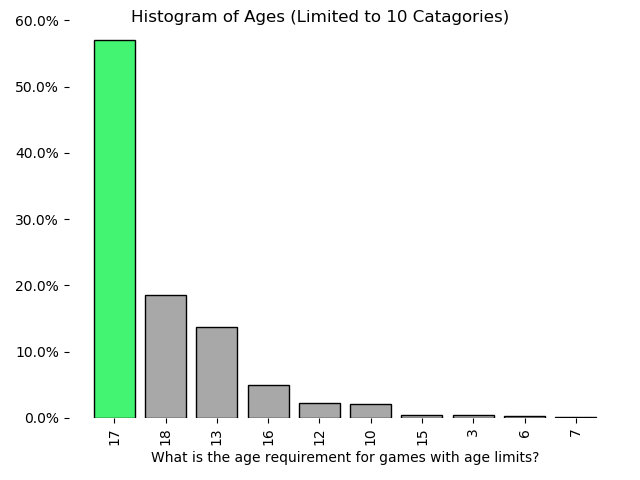 Histogram of Ages (Limited to 10 Catagories)
60.0%
50.0%
40.0%
30.0%
20.0%
10.0%
0.0%
17 18 13 16 12 10 15 3 6 7
What is the age requirement for games with age limits?